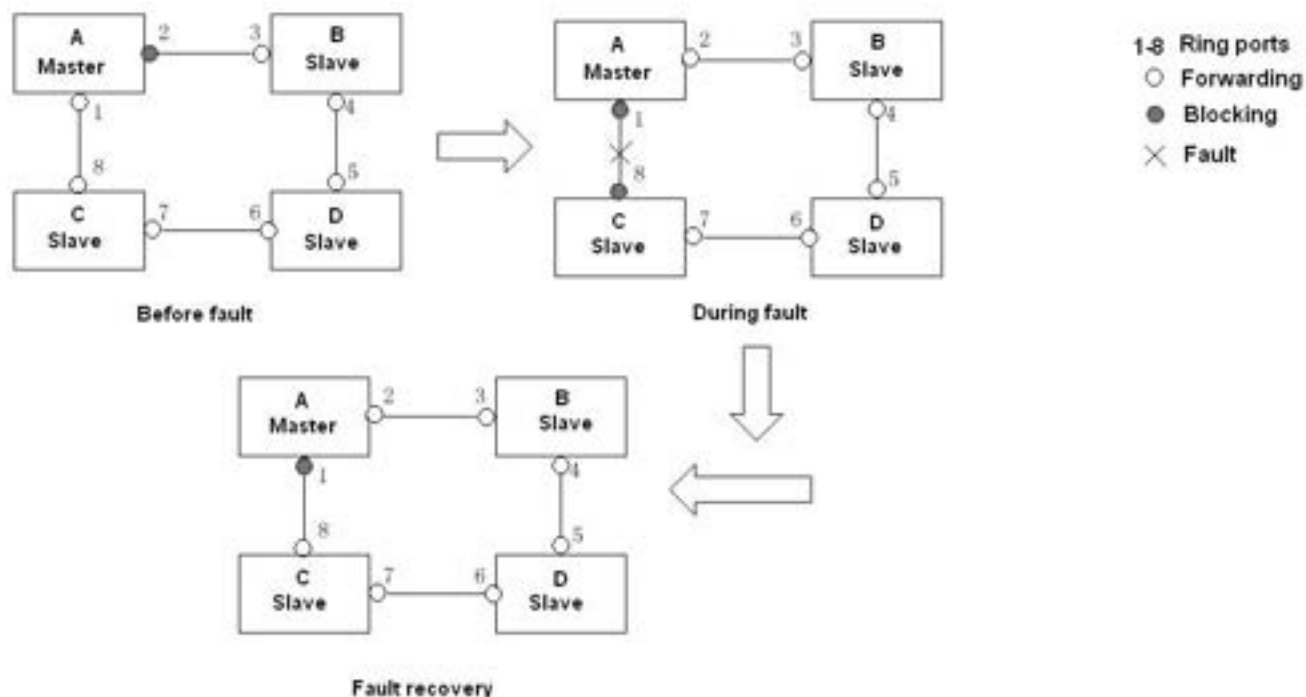 A
Master
2
3
B
Slave
1
4
8
5
C
Slave
7
6
D
Slave
Before fault
A
Master
2
3
B
Slave
1
4
8
5
C
Slave
7
6
D
Slave
During fault
1-8 Ring ports
Forwarding
Blocking
Fault
A
Master
2
3
B
Slave
1
4
8
5
C
Slave
7
6
D
Slave
Fault recovery